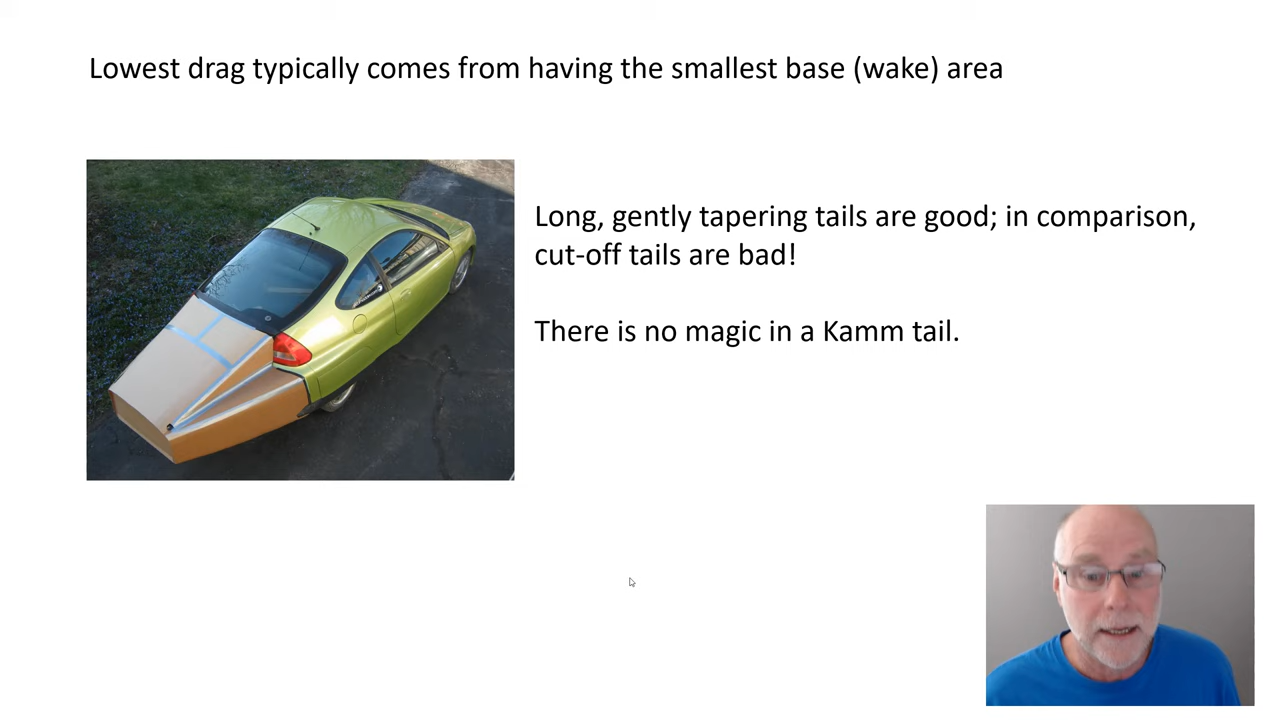 Lowest drag typically comes from having the smallest base (wake) area
Long, gently tapering tails are good; in comparison,
cut-off tails are bad!
There is no magic in a Kamm tail.